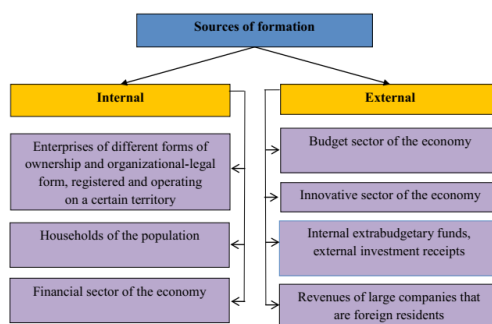 Sources of formation
Internal
Enterprises of different forms of
ownership and organizational-legal
form, registered and operating
on a certain territory
Households of the population
Financial sector of the economy
External
Budget sector of the economy
Innovative sector of the economy
Internal extrabudgetary funds,
external investment receipts
Revenues of large companies that
are foreign residents